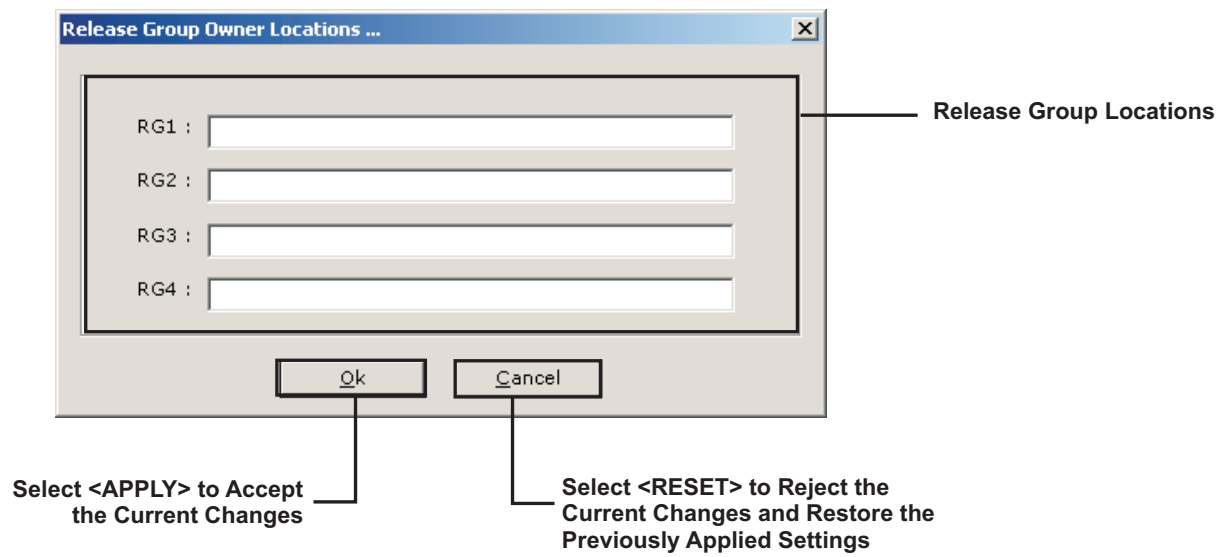 Release Group Owner Locations ...
Release Group Locations
RG1 :
RG2 :
RG3 :
RG4 :
Ok
Cancel
Select <APPLY> to Accept
the Current Changes
Select <RESET> to Reject the
Current Changes and Restore the
Previously Applied Settings